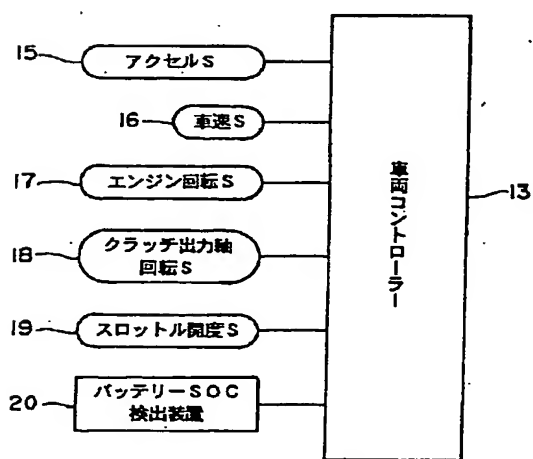 15
アクセルS
16
車速S
17
エンジン回転S
18
クラッチ出力軸
回転S
19
スロットル開度S
20
バッテリーSOC
検出装置
車両コントローラー
13